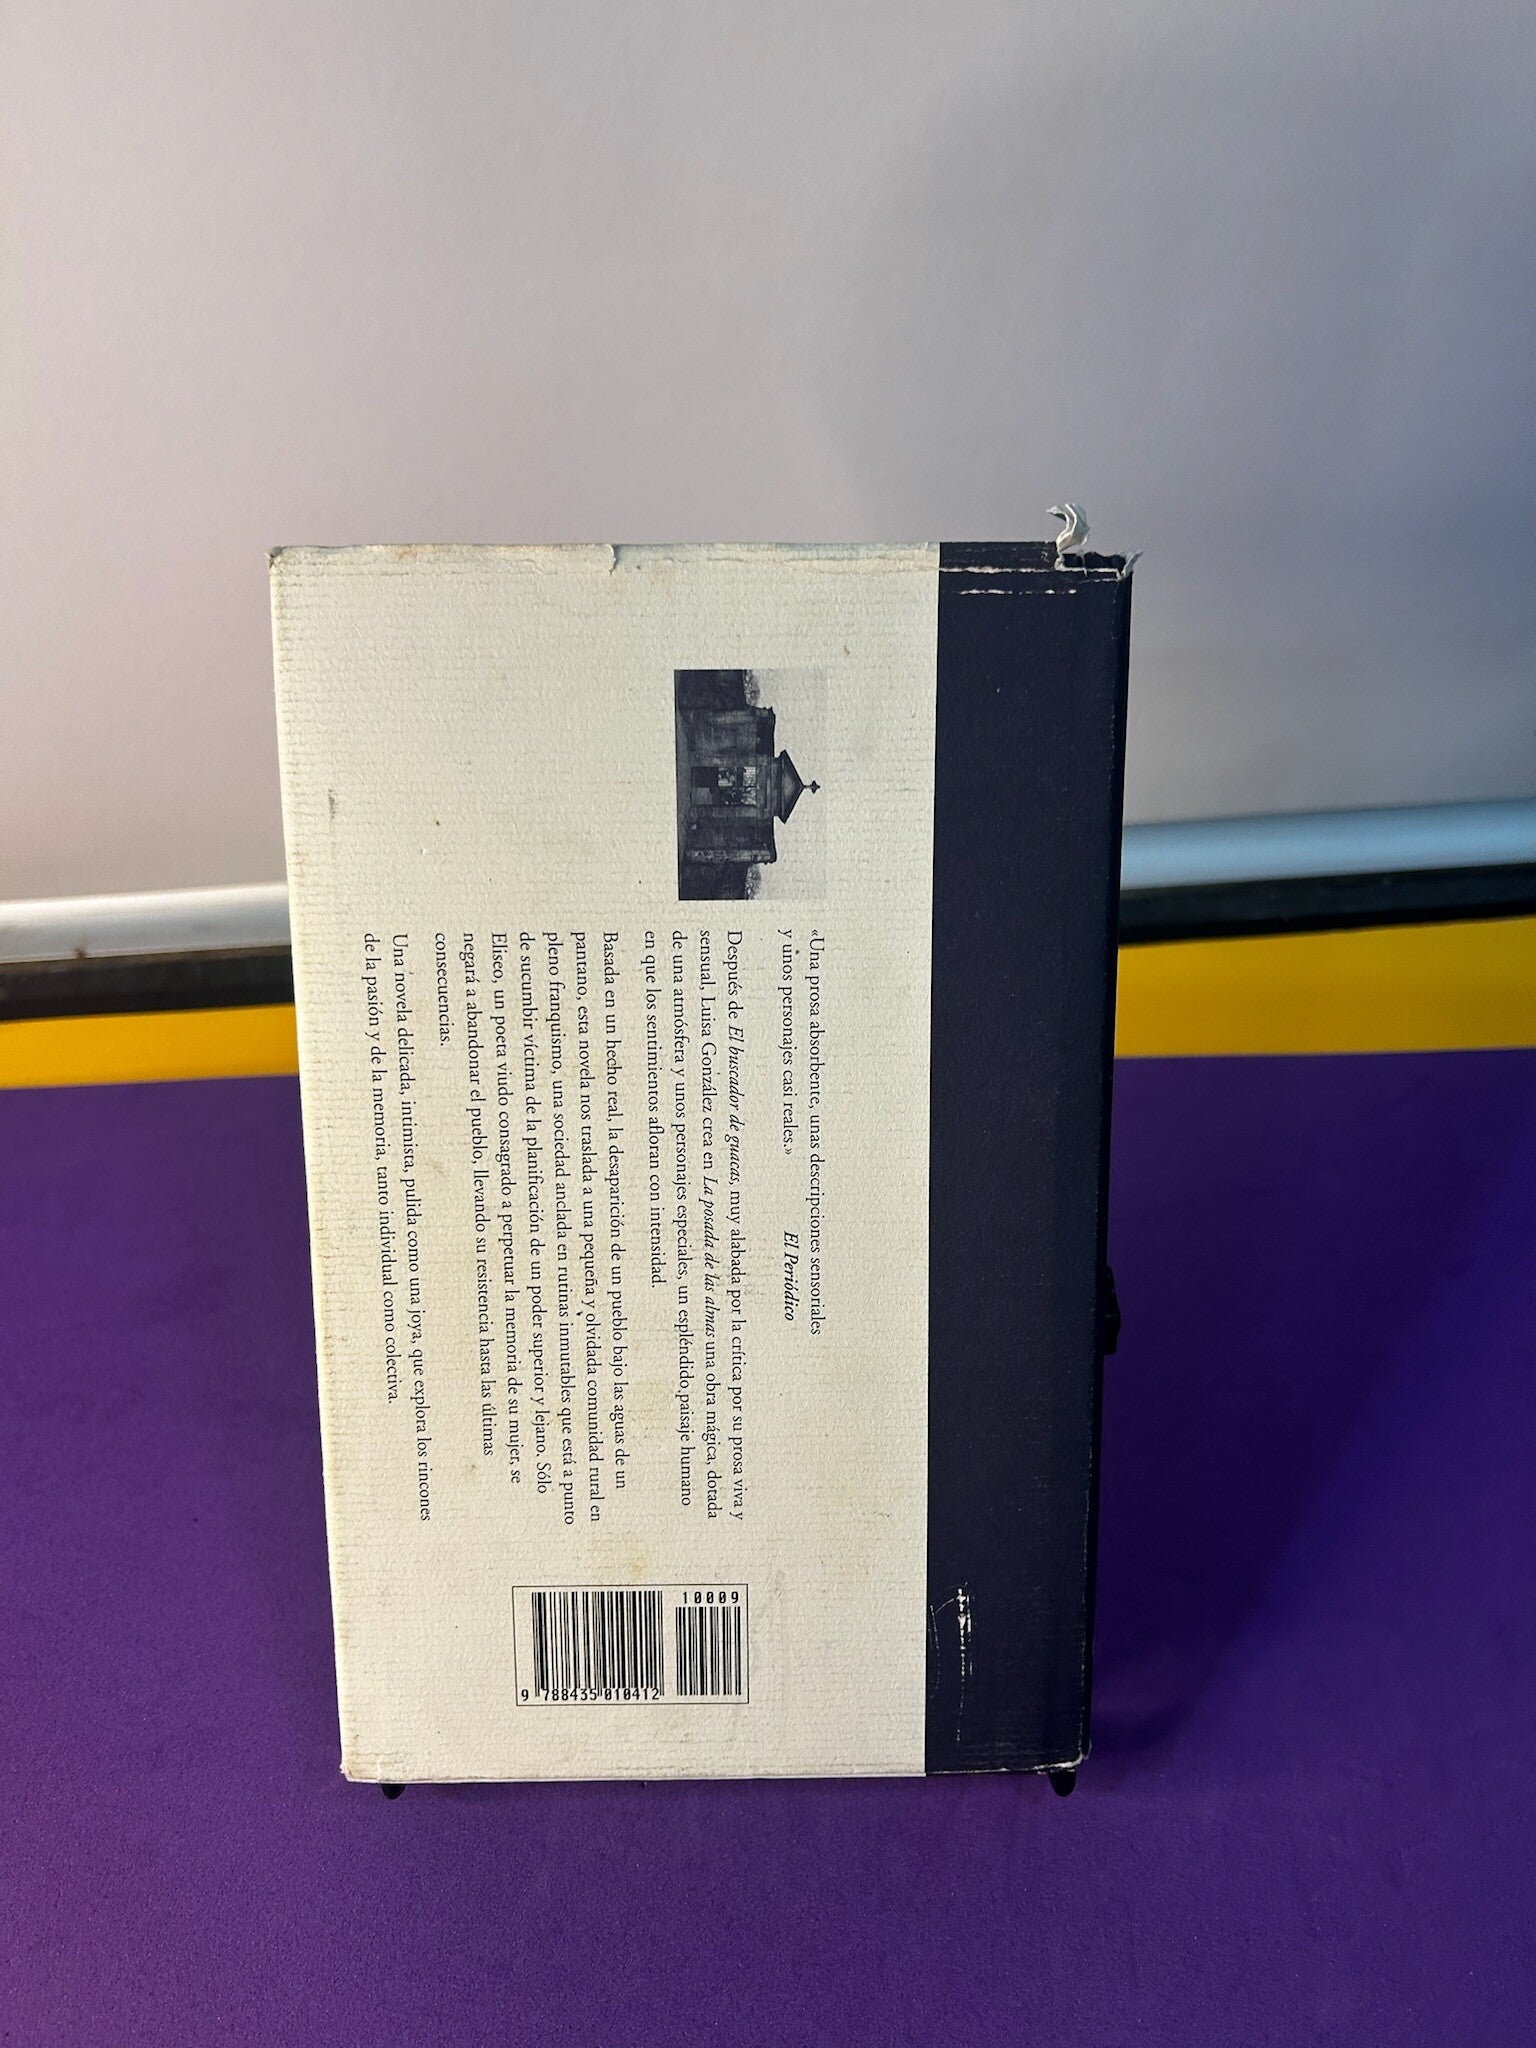 «Una prosa absorbente, unas descripciones sensoriales
y unos personajes casi reales.»
El Periódico
Después de El buscador de guacas, muy alabada por la crítica por su prosa viva y
sensual, Luisa González crea en La posada de las almas una obra mágica, dotada
de una atmósfera y unos personajes especiales, un espléndido paisaje humano
en que los sentimientos afloran con intensidad.
Basada en un hecho real, la desaparición de un pueblo bajo las aguas de un
pantano, esta novela nos traslada a una pequeña y olvidada comunidad rural en
pleno franquismo, una sociedad anclada en rutinas inmutables que está a punto
de sucumbir víctima de la planificación de un poder superior y lejano. Sólo
Eliseo, un poeta viudo consagrado a perpetuar la memoria de su mujer, se
negará a abandonar el pueblo, llevando su resistencia hasta las últimas
consecuencias.
Una novela delicada, intimista, pulida como una joya, que explora los rincones
de la pasión y de la memoria, tanto individual como colectiva.
10009
9 788435 010412